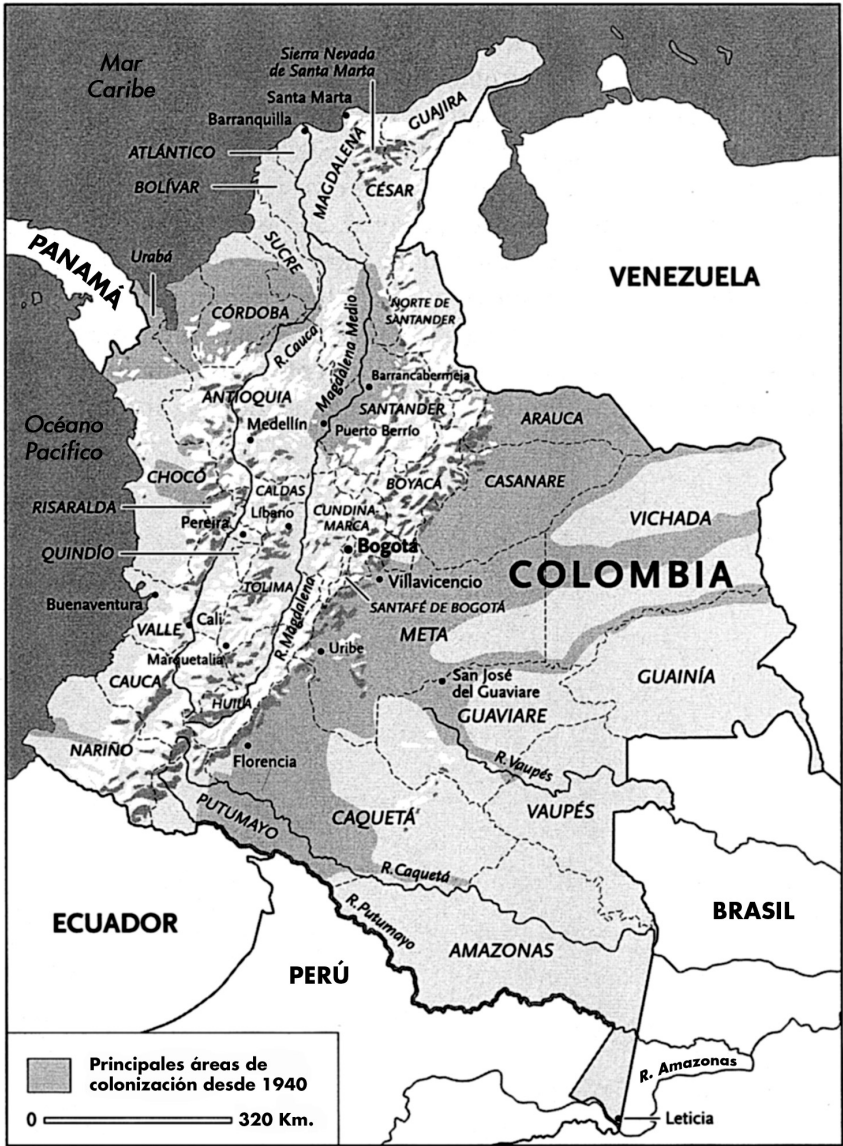 Mar
Caribe
Sierra Nevada
de Santa Marta
Santa Marta
Barranquilla
GUAJIRA
ATLÁNTICO
MAGDALENA
BOLÍVAR
CÉSAR
PANAMÁ
Urabá
SUCRE
VENEZUELA
CÓRDOBA
NORTE DE
SANTANDER
R. Cauca
Magdalena Medio
Barrancabermeja
ANTIOQUIA
SANTANDER
ARAUCA
Océano
Pacífico
Medellín
Puerto Berrío
CHOCÓ
BOYACÁ
CASANARE
RISARALDA
CALDAS
Líbano
CUNDINA-
MARCA
VICHADA
Pereira
QUINDÍO
Bogotá
COLOMBIA
TOLIMA
Villavicencio
Buenaventura
SANTAFÉ DE BOGOTÁ
R. Magdalena
VALLE
Cali
META
Marquetalia
Uribe
CAUCA
San José
del Guaviare
GUAINÍA
HUILA
GUAVIARE
NARIÑO
Florencia
R. Vaupés
PUTUMAYO
CAQUETÁ
VAUPÉS
R. Caquetá
ECUADOR
R. Putumayo
BRASIL
AMAZONAS
PERÚ
Principales áreas de
colonización desde 1940
R. Amazonas
0 320 Km.
Leticia